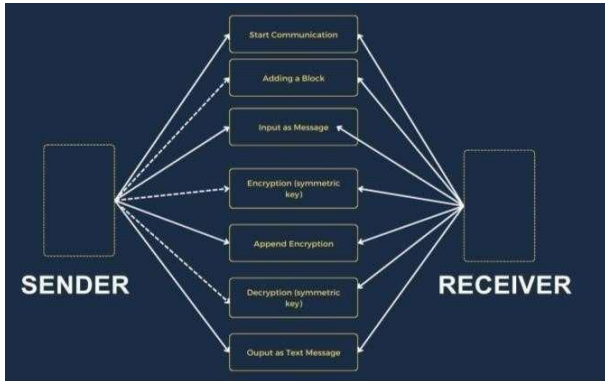 Start Communication
Adding a Block
Input as Message
Encryption (symmetric
key)
Append Encryption
Decryption (symmetric
key)
Ouput as Text Message
SENDER
RECEIVER